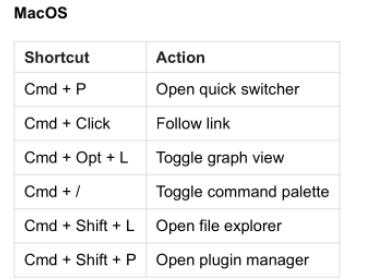 MacOS
Shortcut Action
Cmd + P Open quick switcher
Cmd + Click Follow link
Cmd + Opt + L Toggle graph view
Cmd + / Toggle command palette
Cmd + Shift + L Open file explorer
Cmd + Shift + P Open plugin manager